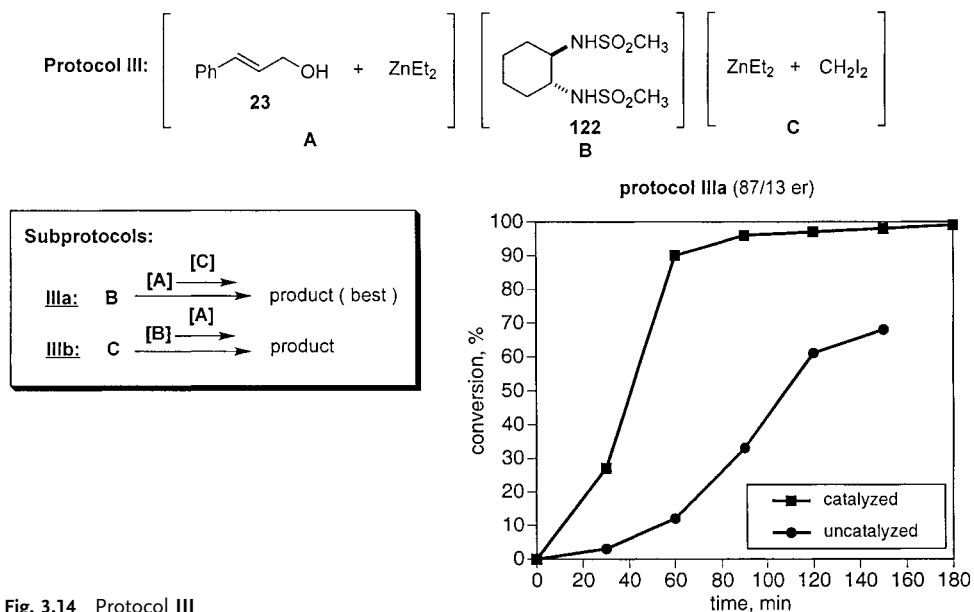 Protocol III:
Ph OH + ZnEt₂
23
A
NHSO₂CH₃
NHSO₂CH₃
122
B
ZnEt₂ + CH₂I₂
C
Subprotocols:
IIIa: B [A] [C] product ( best )
IIIb: C [B] [A] product
protocol IIIa (87/13 er)
conversion, %
100
90
80
70
60
50
40
30
20
10
0
catalyzed
uncatalyzed
0 20 40 60 80 100 120 140 160 180
time, min
Fig. 3.14 Protocol III